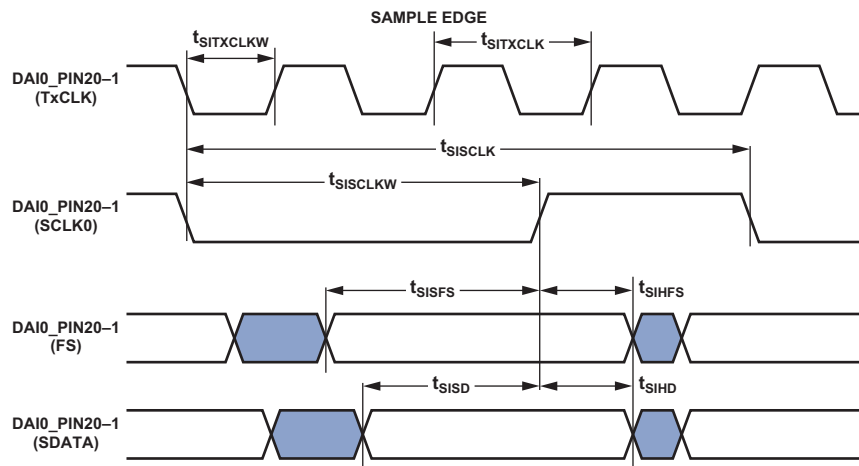 SAMPLE EDGE
tSITXCLKW
tSITXCLK
DAI0_PIN20–1
(TxCLK)
tSISCLK
tSISCLKW
DAI0_PIN20–1
(SCLK0)
tSISFS
tSIHFS
DAI0_PIN20–1
(FS)
tSISD
tSIHD
DAI0_PIN20–1
(SDATA)